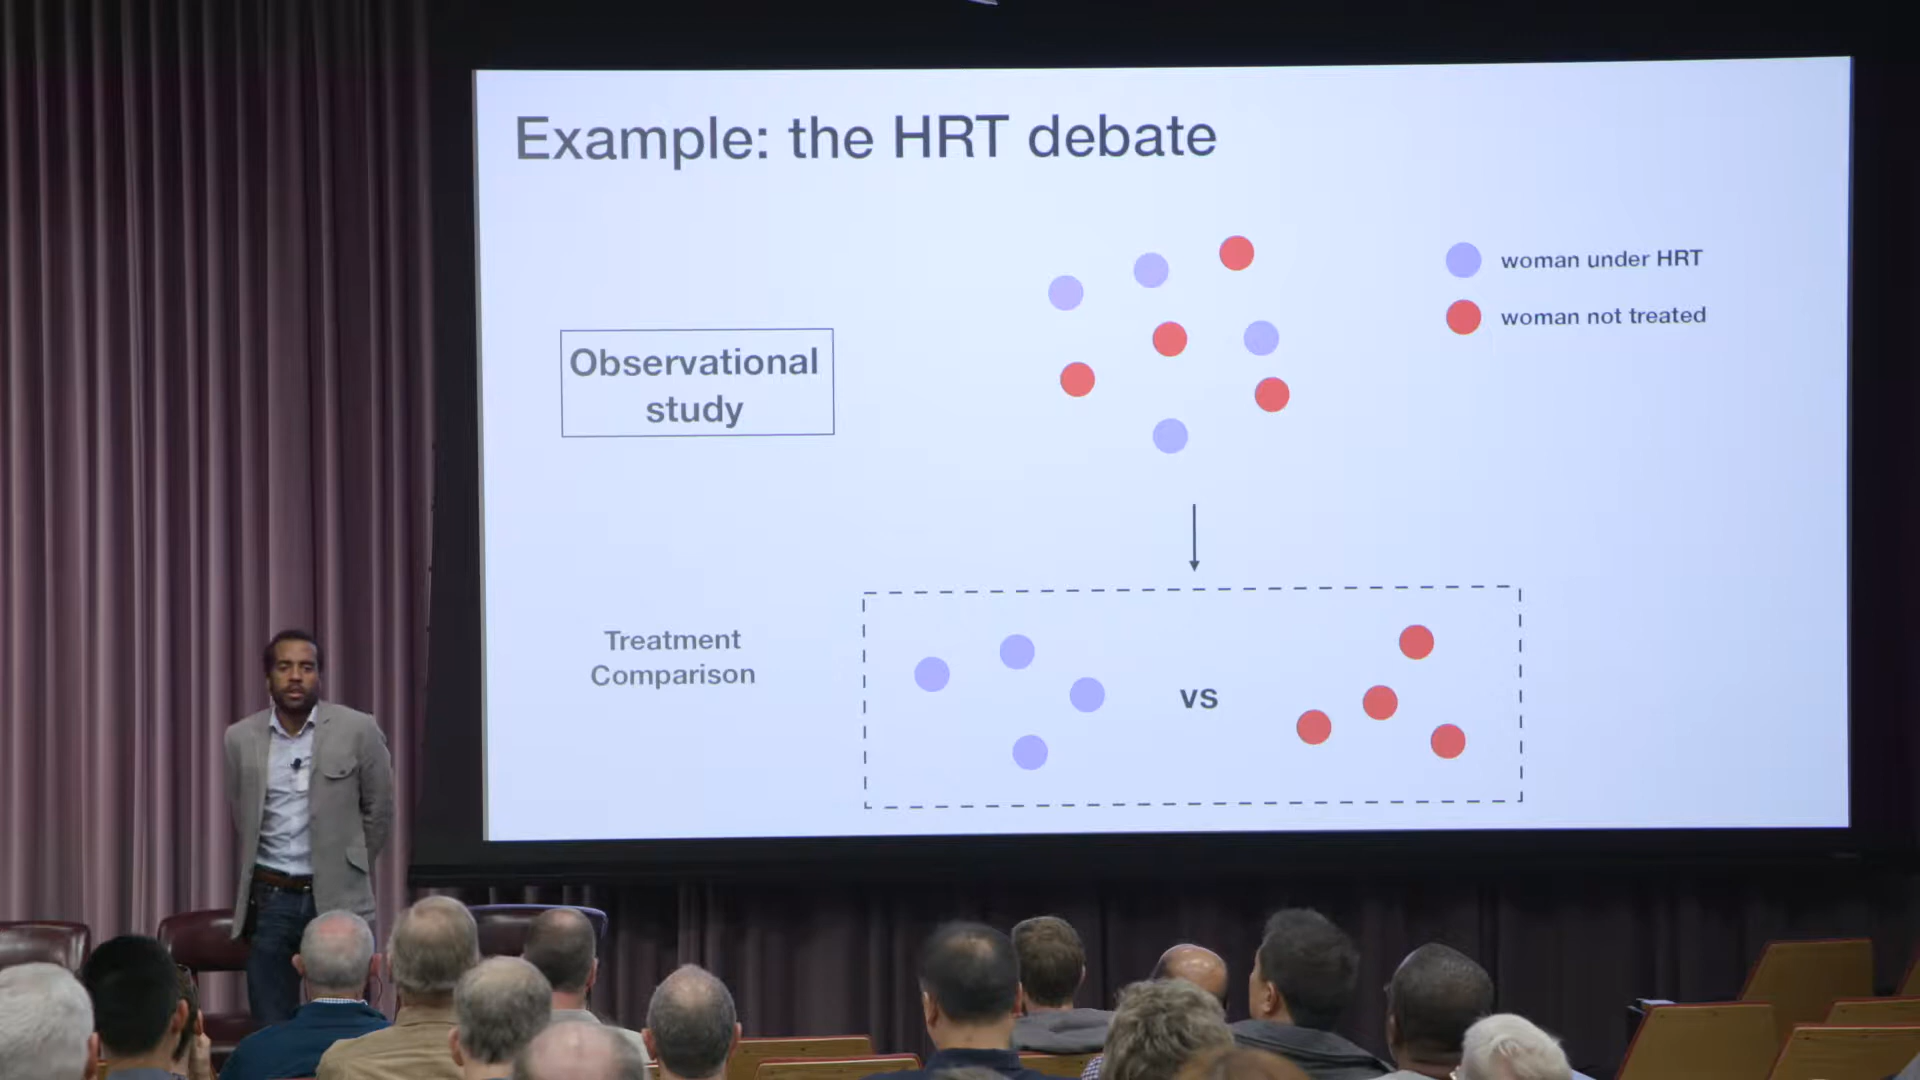 Example: the HRT debate
woman under HRT
woman not treated
Observational
study
Treatment
Comparison
vs